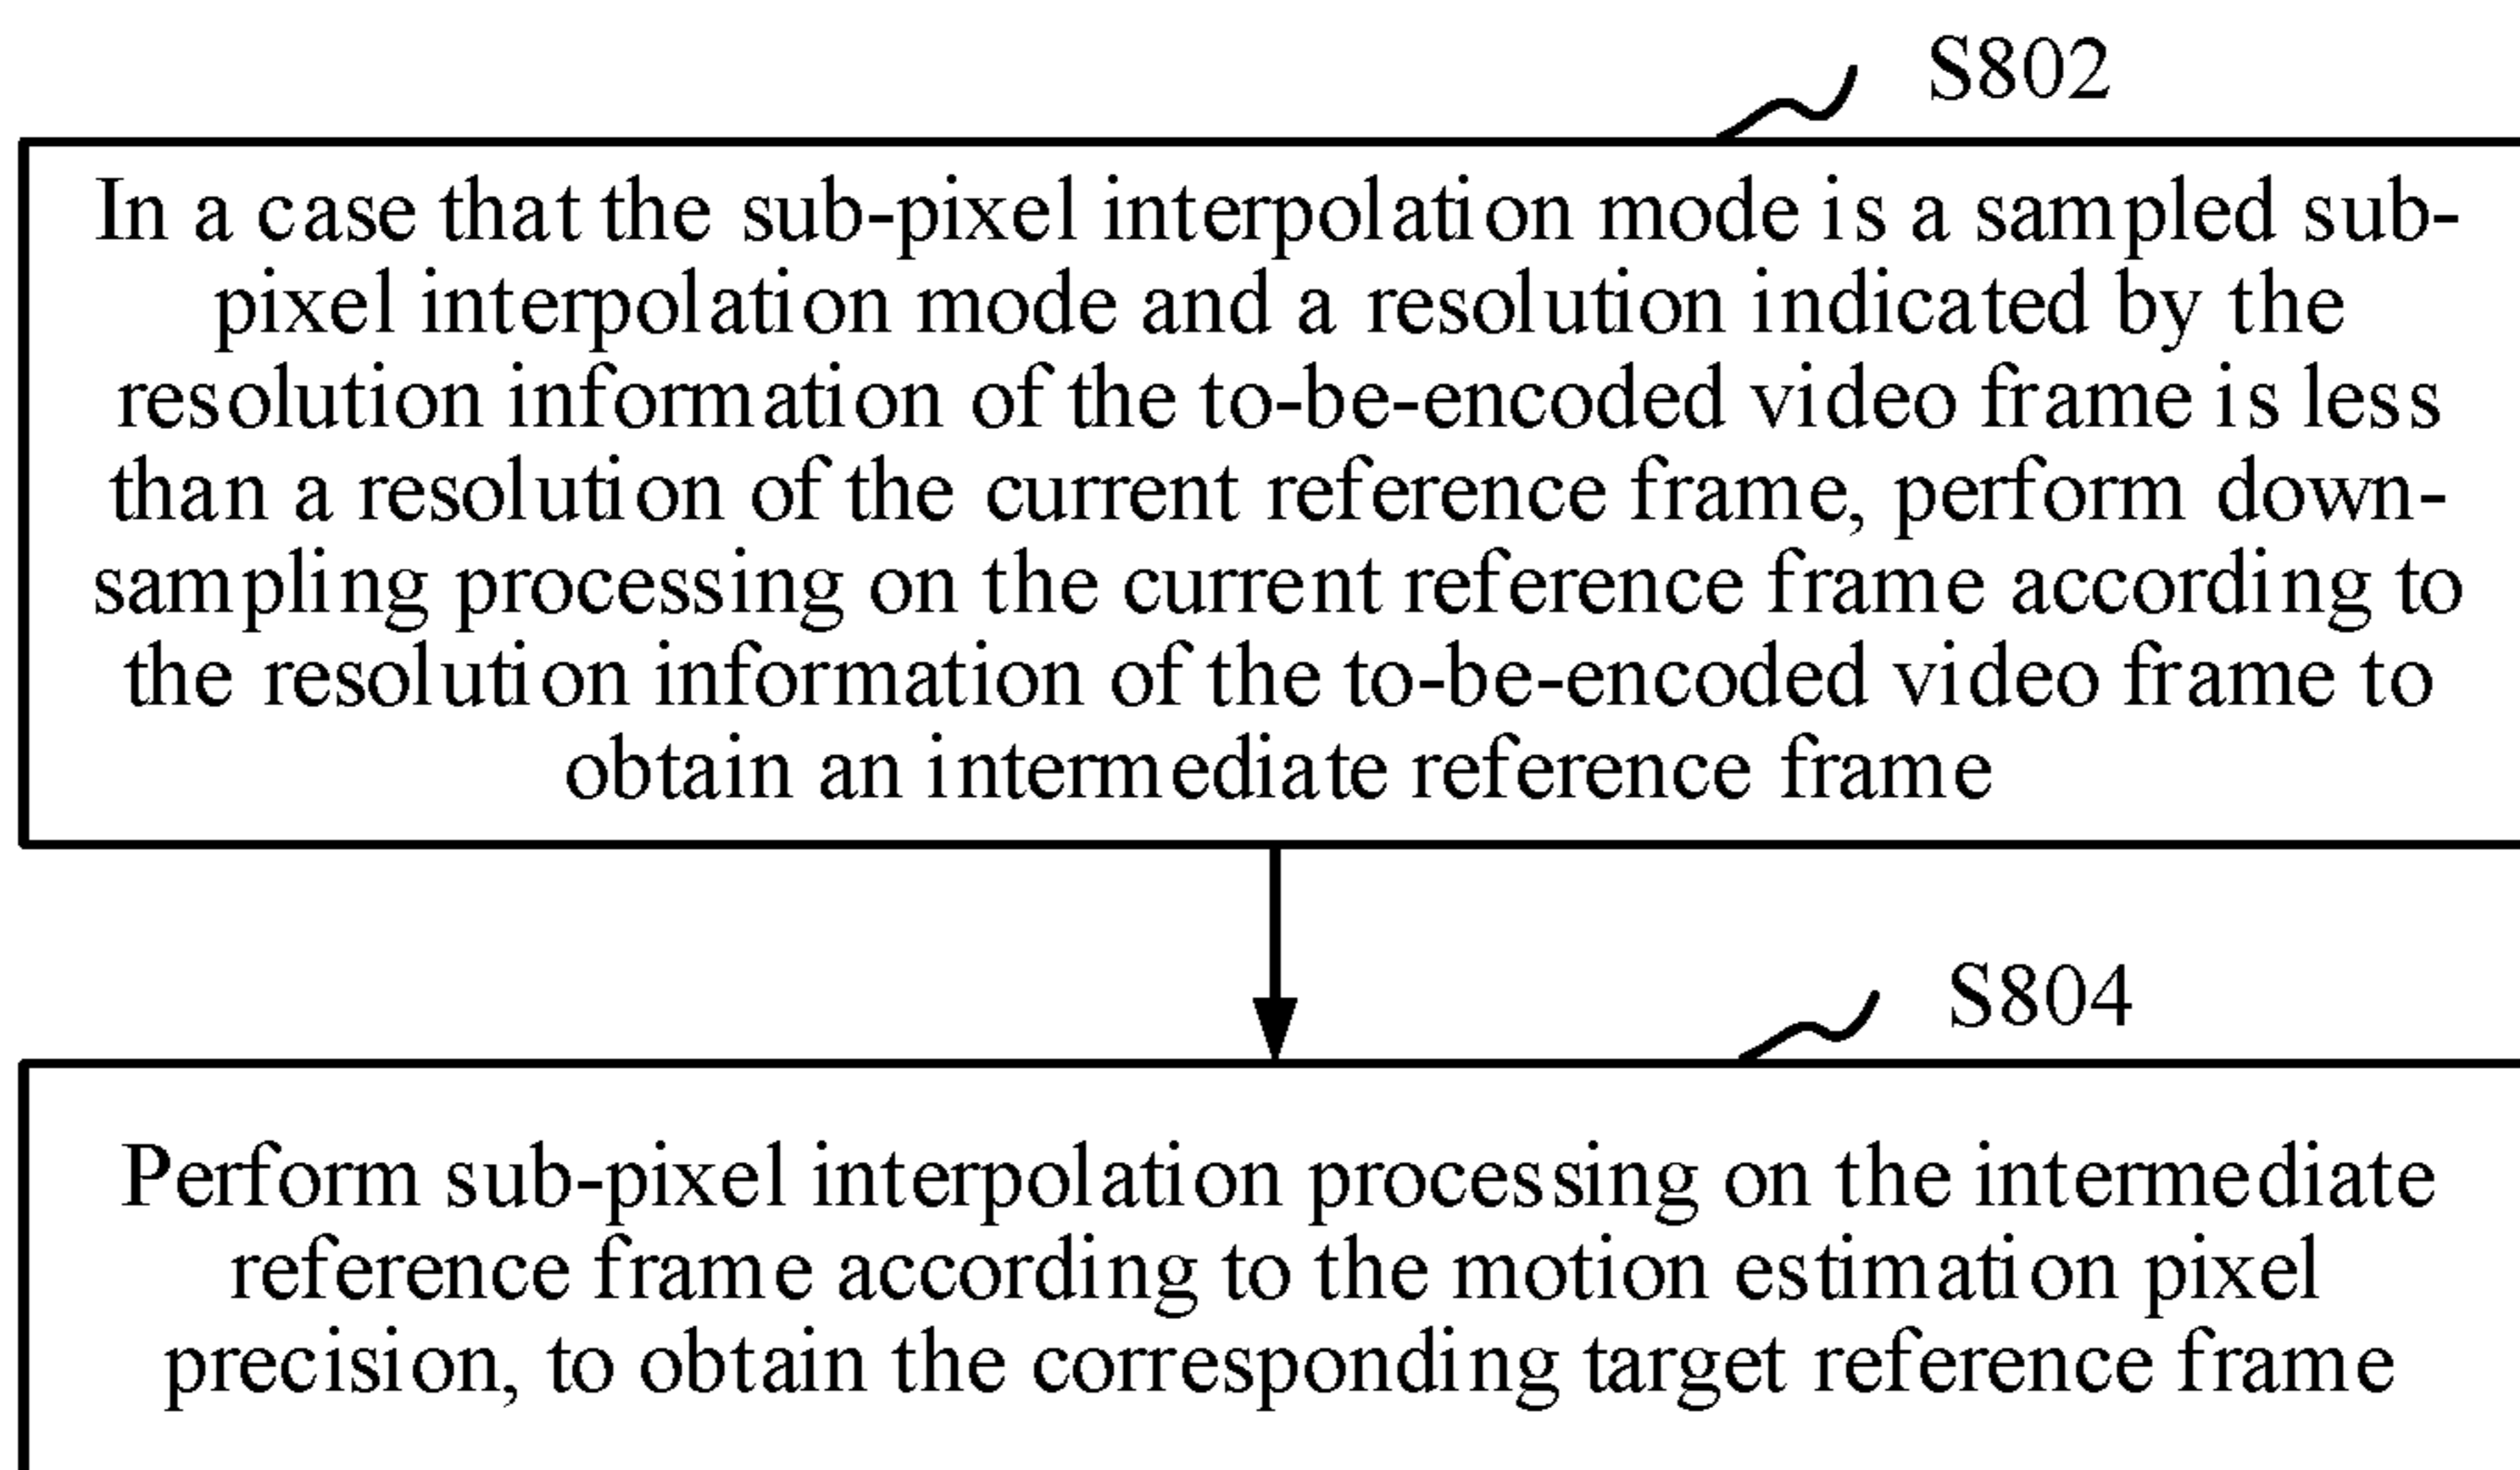 S802
In a case that the sub-pixel interpolation mode is a sampled sub-
pixel interpolation mode and a resolution indicated by the
resolution information of the to-be-encoded video frame is less
than a resolution of the current reference frame, perform down-
sampling processing on the current reference frame according to
the resolution information of the to-be-encoded video frame to
obtain an intermediate reference frame
S804
Perform sub-pixel interpolation processing on the intermediate
reference frame according to the motion estimation pixel
precision, to obtain the corresponding target reference frame